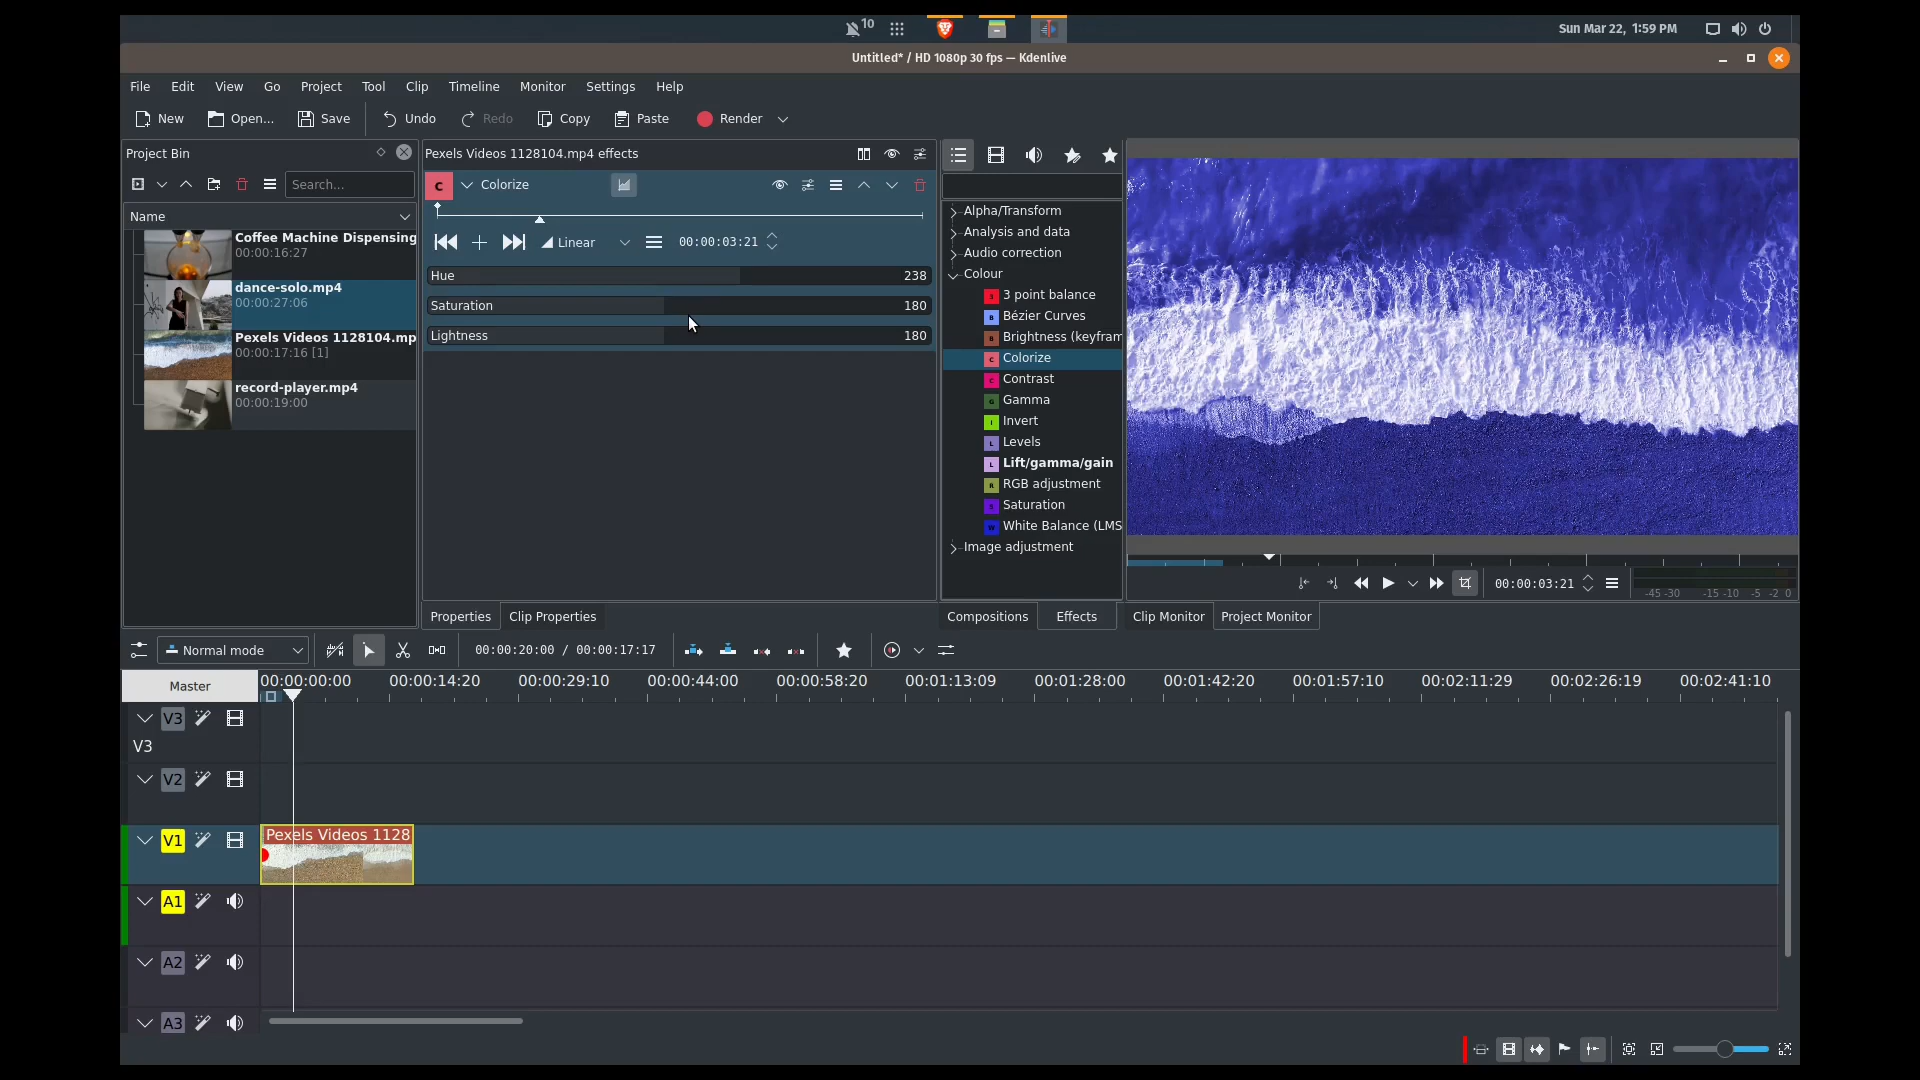 10
Sun Mar 22, 1:59 PM
Untitled* / HD 1080p 30 fps — Kdenlive
File Edit View Go Project Tool Clip Timeline Monitor Settings Help
New Open... Save Undo Redo Copy Paste Render
Project Bin
Search...
Name
Coffee Machine Dispensing
00:00:16:27
dance-solo.mp4
00:00:27:06
Pexels Videos 1128104.mp
00:00:17:16 [1]
record-player.mp4
00:00:19:00
Pexels Videos 1128104.mp4 effects
C Colorize
Linear 00:00:03:21
Hue 238
Saturation 180
Lightness 180
Properties Clip Properties
Alpha/Transform
Analysis and data
Audio correction
Colour
3 point balance
Bézier Curves
Brightness (keyfram
Colorize
Contrast
Gamma
Invert
Levels
Lift/gamma/gain
RGB adjustment
Saturation
White Balance (LMS
Image adjustment
Compositions Effects
00:00:03:21
-45 -30 -15 -10 -5 -2 0
Clip Monitor Project Monitor
Normal mode 00:00:20:00 / 00:00:17:17
Master
00:00:00:00 00:00:14:20 00:00:29:10 00:00:44:00 00:00:58:20 00:01:13:09 00:01:28:00 00:01:42:20 00:01:57:10 00:02:11:29 00:02:26:19 00:02:41:10
V3
V3
V2
V1
Pexels Videos 1128
A1
A2
A3